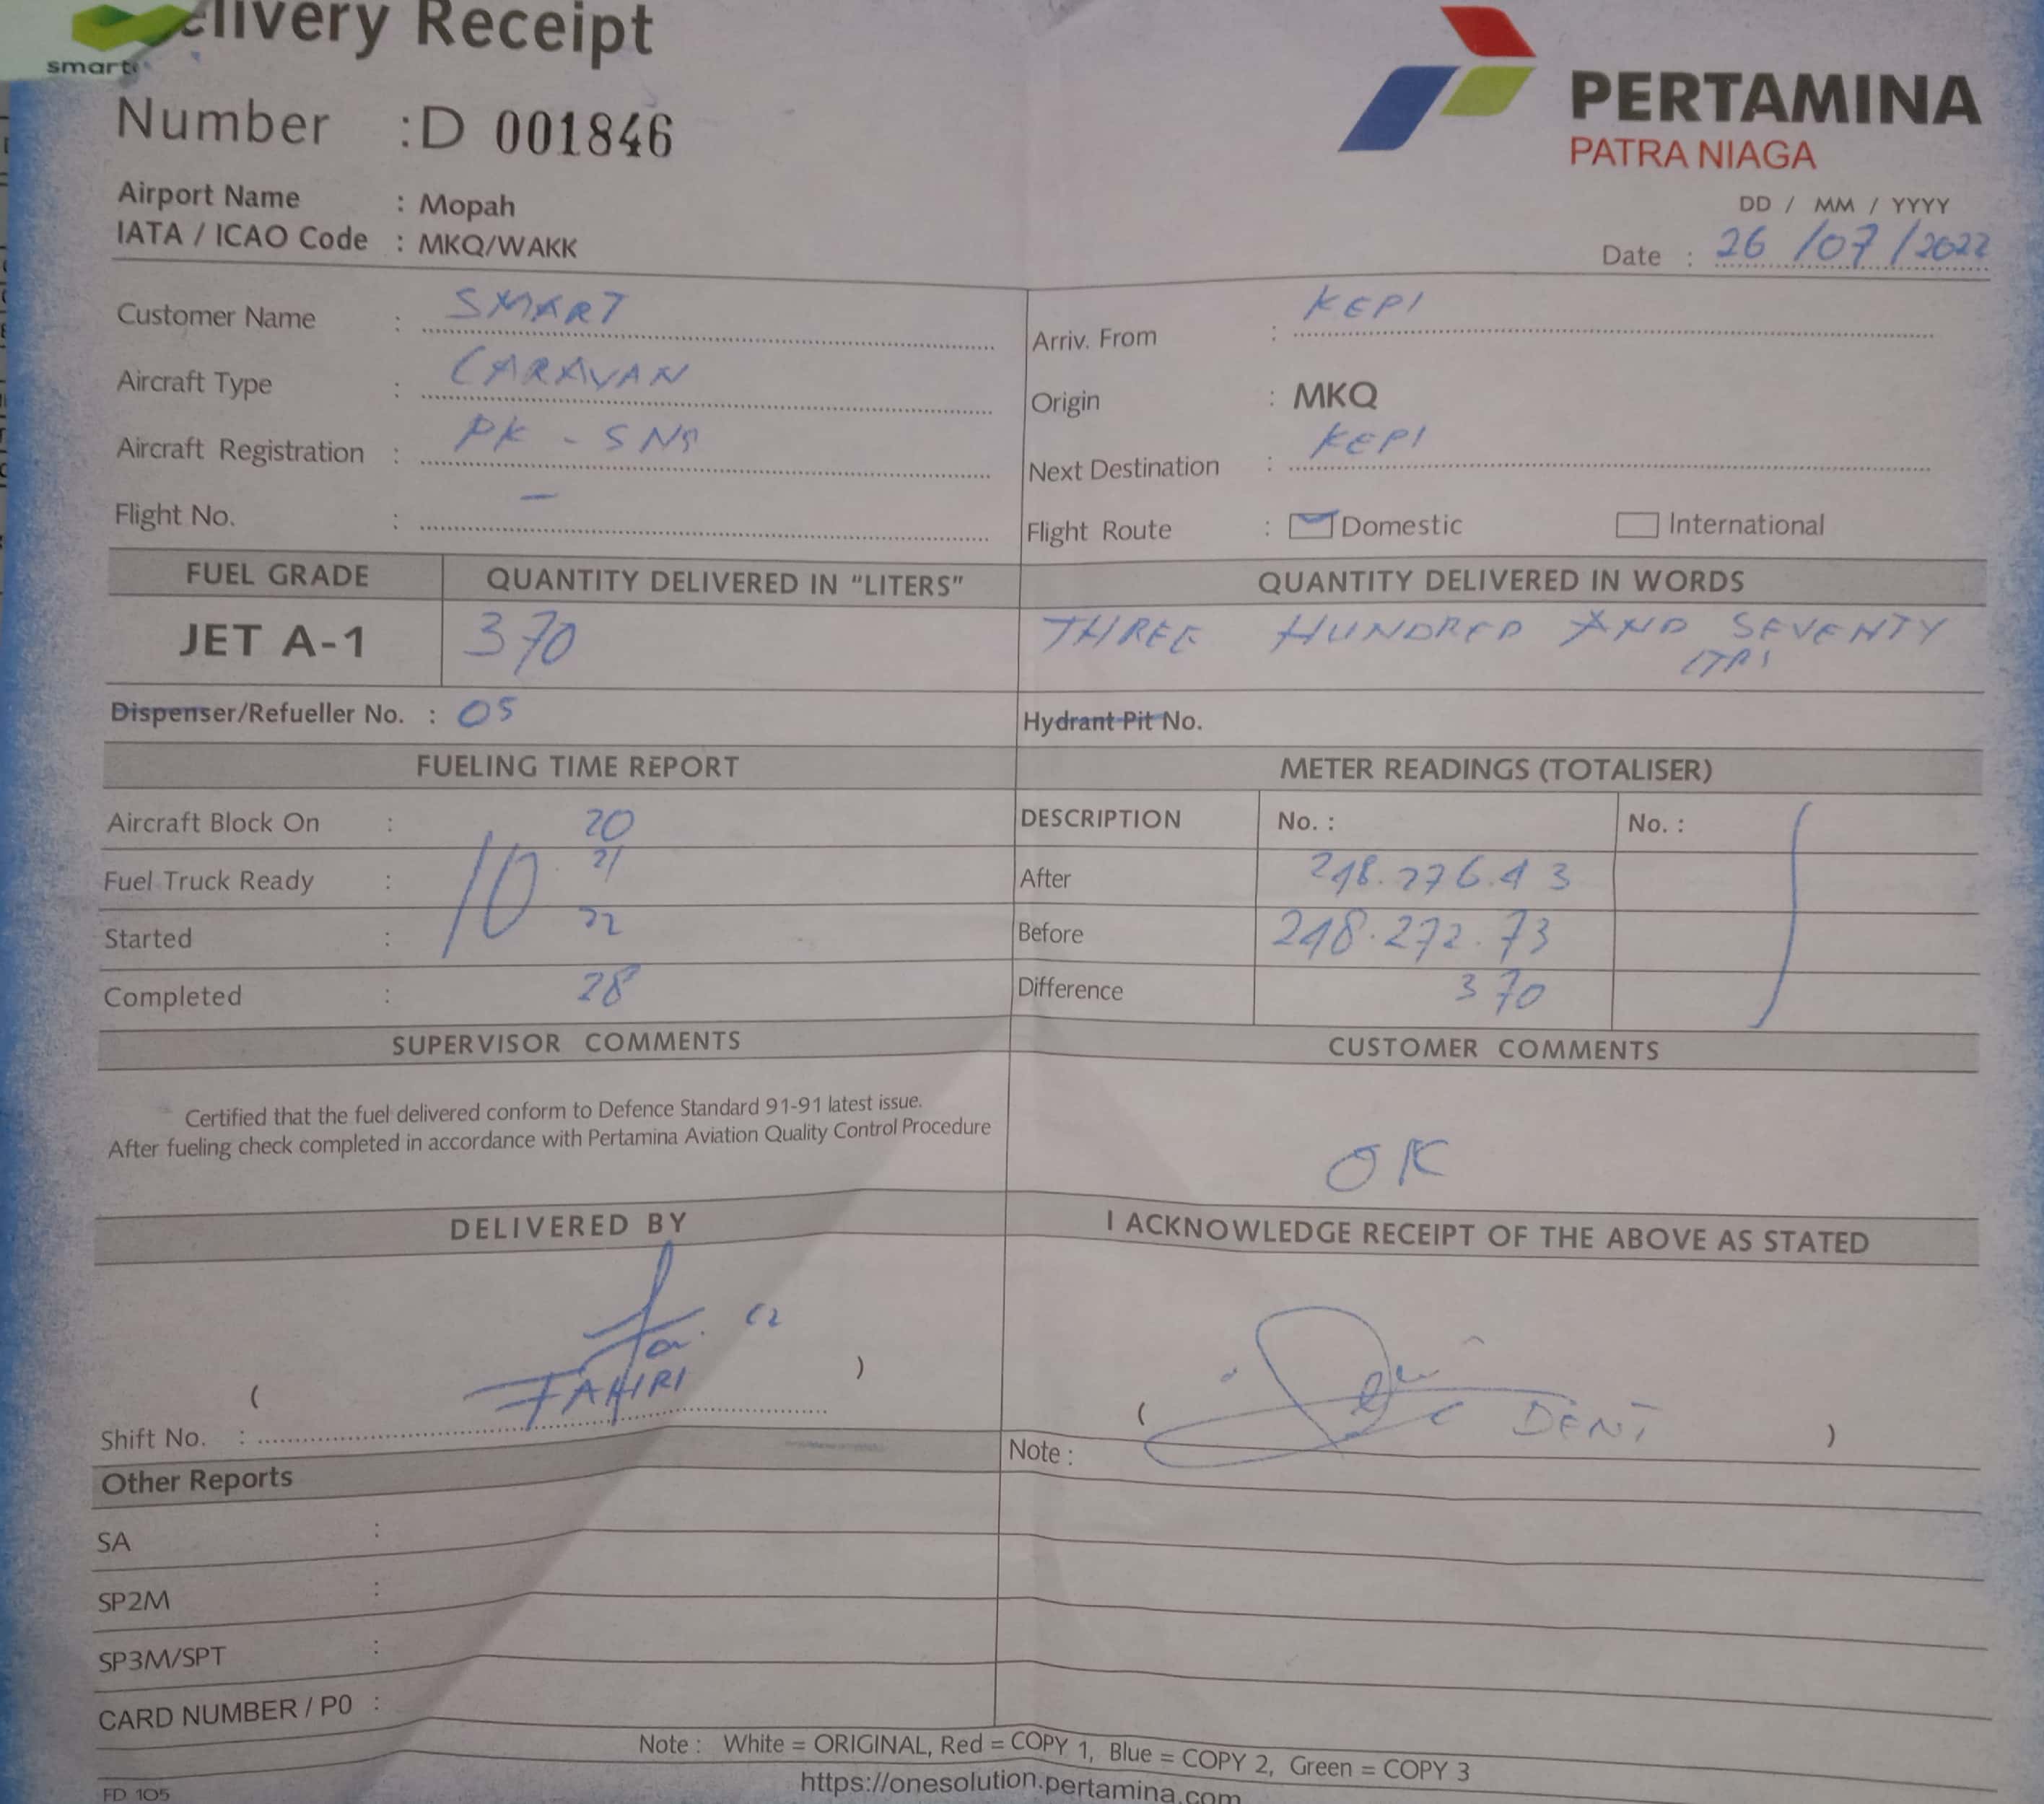 elivery Receipt
smart
PERTAMINA
PATRA NIAGA
Number : D 001846
Airport Name : Mopah
IATA / ICAO Code : MKQ/WAKK
DD / MM / YYYY
Date : 26 / 07 / 2022
Customer Name : SMART
Arriv. From : KEPI
Aircraft Type : CARAVAN
Origin : MKQ
Aircraft Registration : PK - SNS
Next Destination : KEPI
Flight No. : -
Flight Route : Domestic International
FUEL GRADE QUANTITY DELIVERED IN "LITERS" QUANTITY DELIVERED IN WORDS
JET A-1 370 THREE HUNDRED AND SEVENTY
LTRS
Dispenser/Refueller No. : 05 Hydrant Pit No.
FUELING TIME REPORT METER READINGS (TOTALISER)
Aircraft Block On : 20 DESCRIPTION No. : No. :
Fuel Truck Ready : 10 21 After 248.276.43
Started : 22 Before 248.272.73
Completed : 28 Difference 370
SUPERVISOR COMMENTS CUSTOMER COMMENTS
Certified that the fuel delivered conform to Defence Standard 91-91 latest issue.
After fueling check completed in accordance with Pertamina Aviation Quality Control Procedure
OK
DELIVERED BY I ACKNOWLEDGE RECEIPT OF THE ABOVE AS STATED
( FAHIRI ) ( DENI )
Shift No. :
Note :
Other Reports
SA :
SP2M :
SP3M/SPT :
CARD NUMBER / P0 :
Note : White = ORIGINAL, Red = COPY 1, Blue = COPY 2, Green = COPY 3
https://onesolution.pertamina.com
FD 105